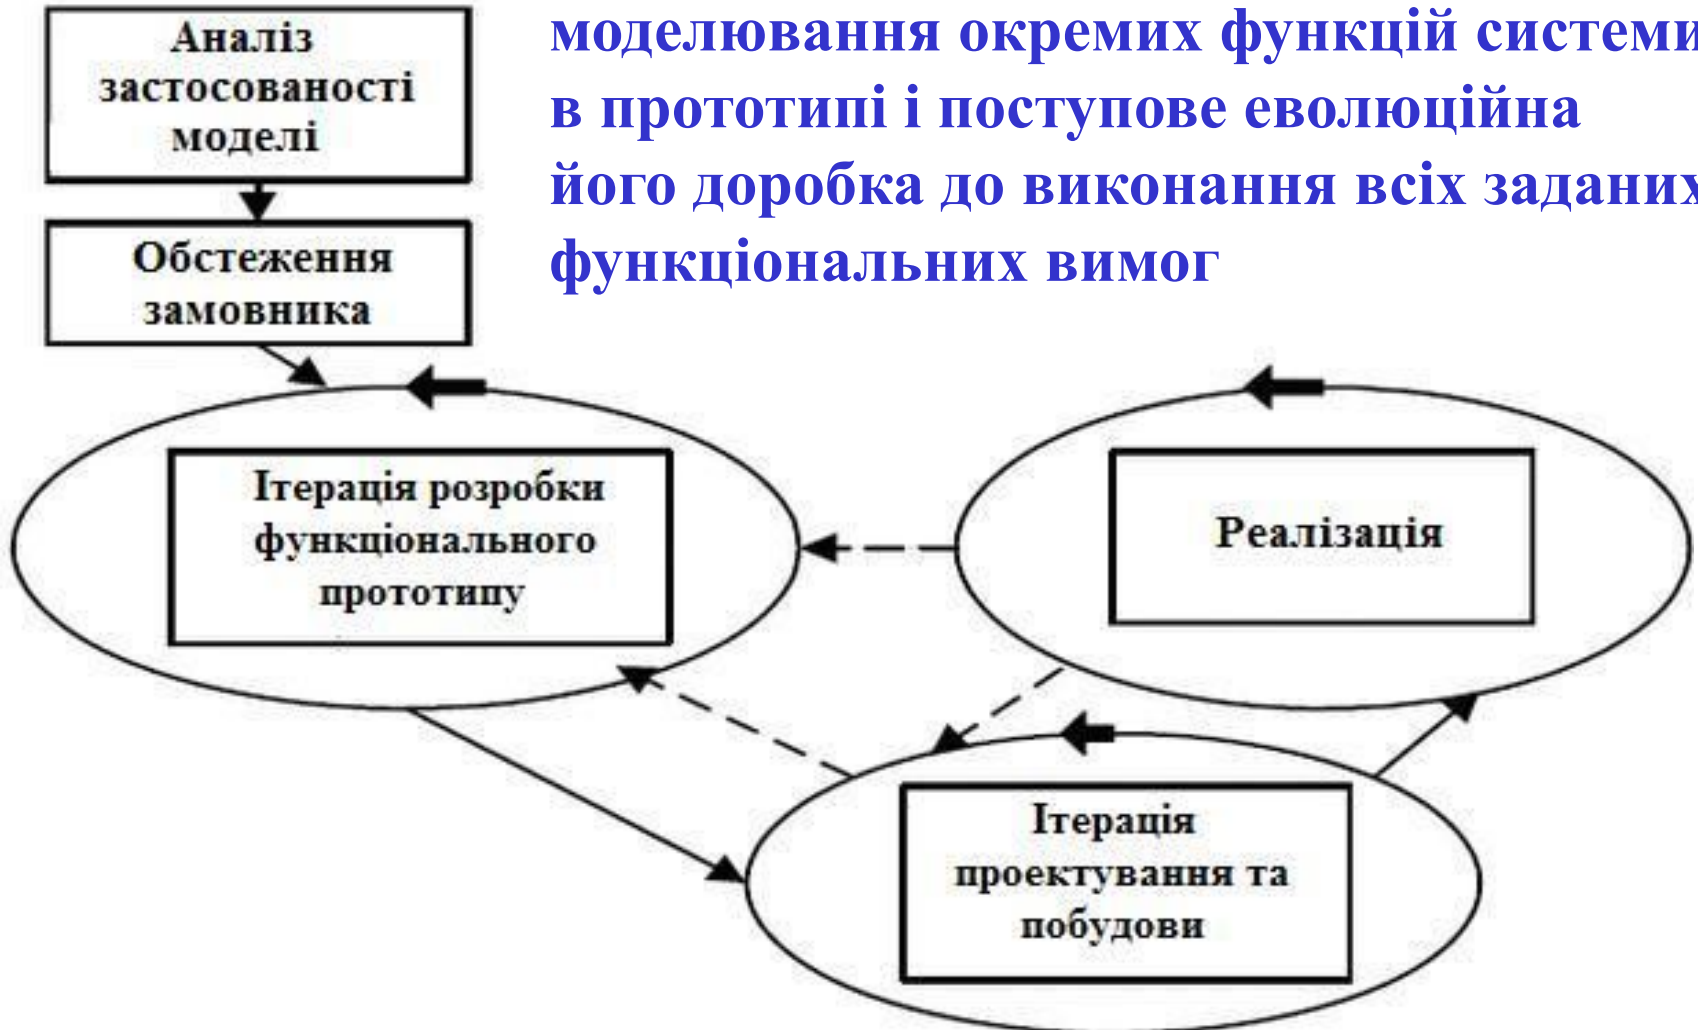 Аналіз
застосованості
моделі
моделювання окремих функцій системи
в прототипі і поступове еволюційна
його доробка до виконання всіх заданих
функціональних вимог
Обстеження
замовника
Ітерація розробки
функціонального
прототипу
Реалізація
Ітерація
проектування та
побудови